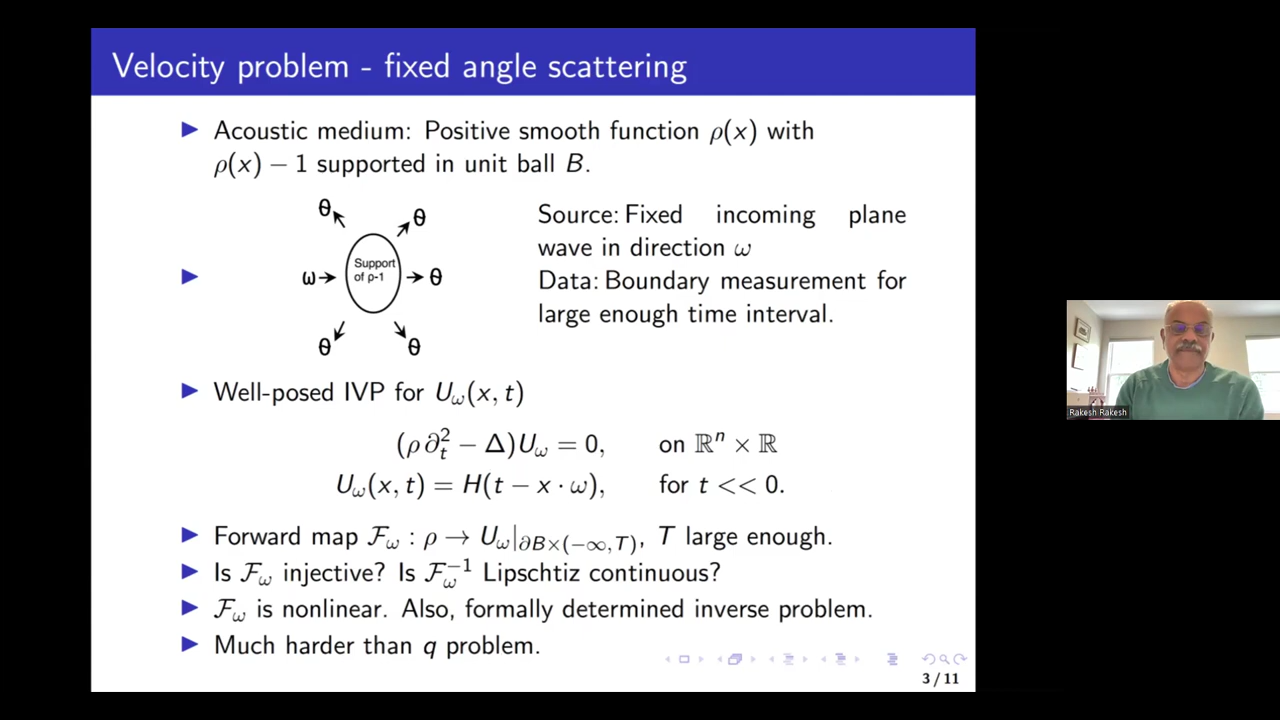 Velocity problem - fixed angle scattering
▶ Acoustic medium: Positive smooth function ρ(x) with
ρ(x) − 1 supported in unit ball B.
θ θ
Support
of ρ-1
ω θ
θ θ
Source: Fixed incoming plane
wave in direction ω
Data: Boundary measurement for
large enough time interval.
▶ Well-posed IVP for U_ω(x, t)
(ρ ∂_t^2 − Δ)U_ω = 0, on ℝ^n × ℝ
U_ω(x, t) = H(t − x · ω), for t << 0.
▶ Forward map ℱ_ω : ρ → U_ω|_{∂B×(−∞,T)}, T large enough.
▶ Is ℱ_ω injective? Is ℱ_ω^{−1} Lipschtiz continuous?
▶ ℱ_ω is nonlinear. Also, formally determined inverse problem.
▶ Much harder than q problem.
3 / 11
Rakesh Rakesh